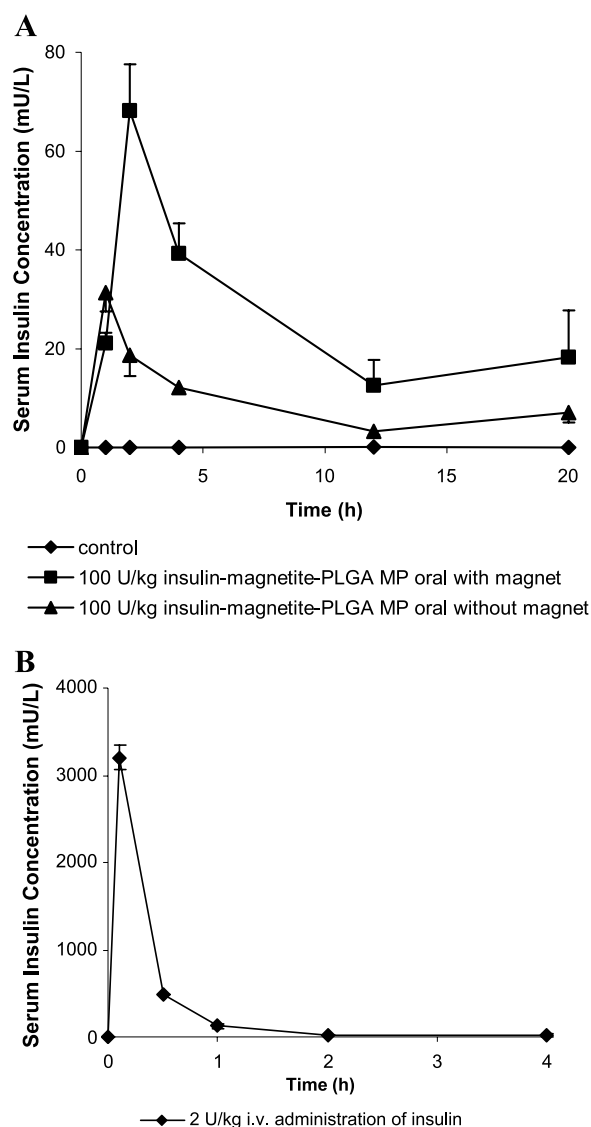 A
Serum Insulin Concentration (mU/L)
80
60
40
20
0
0 5 10 15 20
Time (h)
control
100 U/kg insulin-magnetite-PLGA MP oral with magnet
100 U/kg insulin-magnetite-PLGA MP oral without magnet
B
Serum Insulin Concentration (mU/L)
4000
3000
2000
1000
0
0 1 2 3 4
Time (h)
2 U/kg i.v. administration of insulin